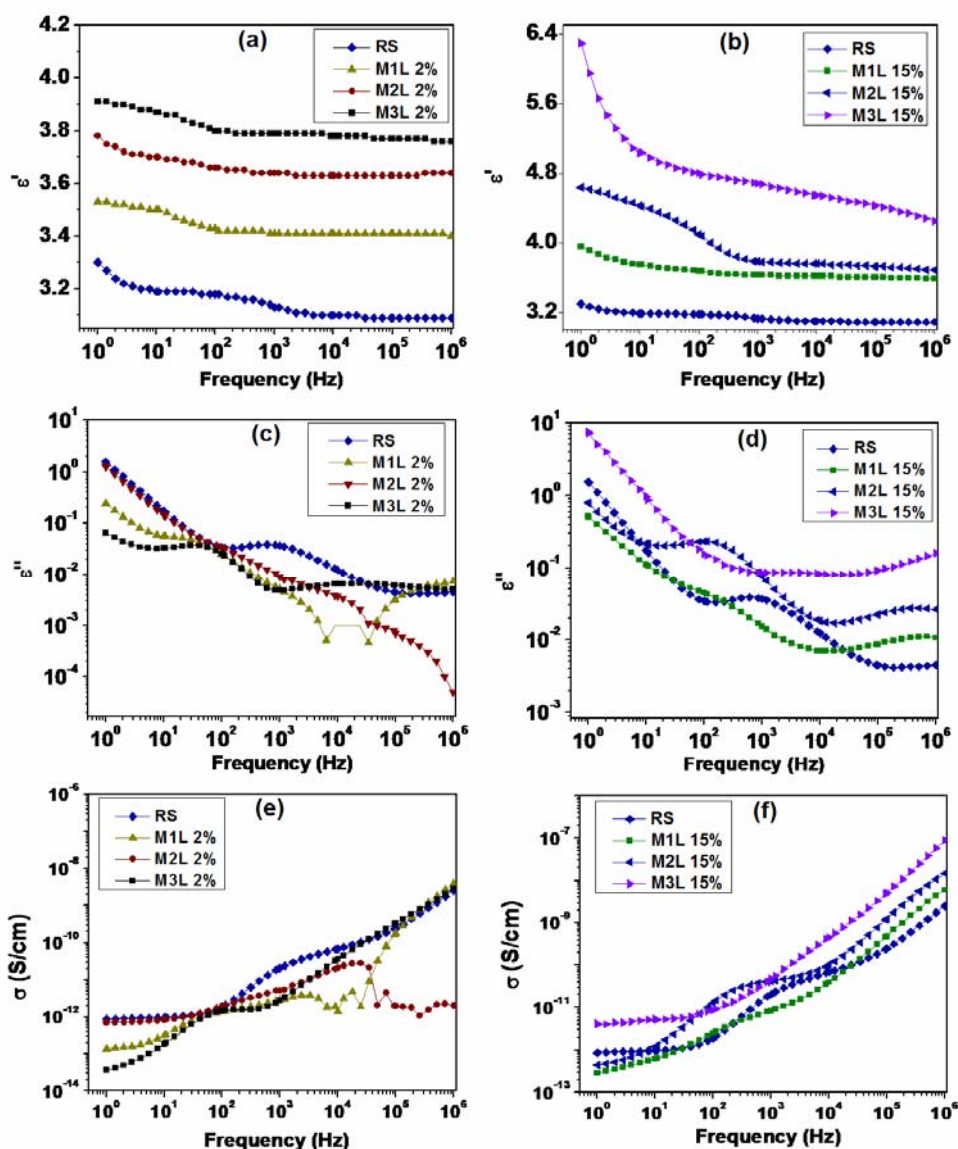 (a)
RS
M1L 2%
M2L 2%
M3L 2%
4.2
4.0
3.8
3.6
3.4
3.2
ε'
10⁰ 10¹ 10² 10³ 10⁴ 10⁵ 10⁶
Frequency (Hz)
(b)
RS
M1L 15%
M2L 15%
M3L 15%
6.4
5.6
4.8
4.0
3.2
ε'
10⁰ 10¹ 10² 10³ 10⁴ 10⁵ 10⁶
Frequency (Hz)
(c)
RS
M1L 2%
M2L 2%
M3L 2%
10¹
10⁰
10⁻¹
10⁻²
10⁻³
10⁻⁴
ε"
10⁰ 10¹ 10² 10³ 10⁴ 10⁵ 10⁶
Frequency (Hz)
(d)
RS
M1L 15%
M2L 15%
M3L 15%
10¹
10⁰
10⁻¹
10⁻²
10⁻³
ε"
10⁰ 10¹ 10² 10³ 10⁴ 10⁵ 10⁶
Frequency (Hz)
(e)
RS
M1L 2%
M2L 2%
M3L 2%
10⁻⁶
10⁻⁸
10⁻¹⁰
10⁻¹²
10⁻¹⁴
σ (S/cm)
10⁰ 10¹ 10² 10³ 10⁴ 10⁵ 10⁶
Frequency (Hz)
(f)
RS
M1L 15%
M2L 15%
M3L 15%
10⁻⁷
10⁻⁹
10⁻¹¹
10⁻¹³
σ (S/cm)
10⁰ 10¹ 10² 10³ 10⁴ 10⁵ 10⁶
Frequency (Hz)